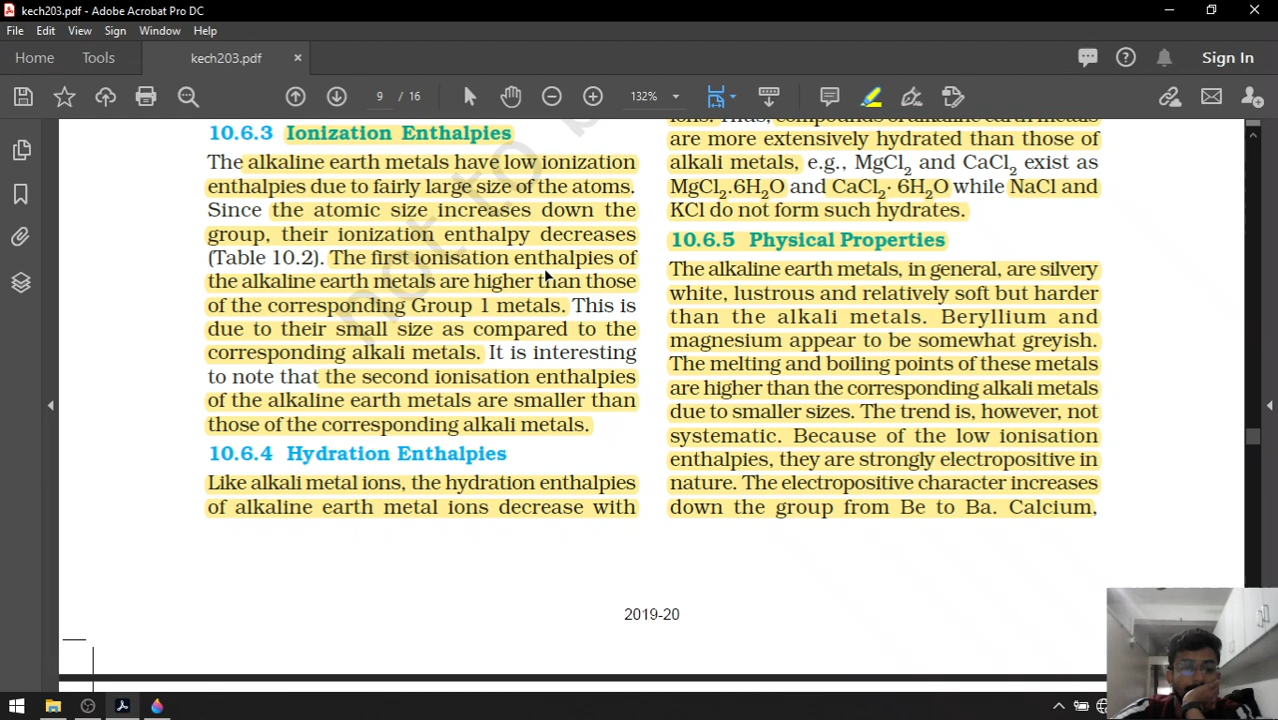 kech203.pdf - Adobe Acrobat Pro DC
File Edit View Sign Window Help
Home Tools kech203.pdf × Sign In
9 / 16 132%
10.6.3 Ionization Enthalpies
The alkaline earth metals have low ionization
enthalpies due to fairly large size of the atoms.
Since the atomic size increases down the
group, their ionization enthalpy decreases
(Table 10.2). The first ionisation enthalpies of
the alkaline earth metals are higher than those
of the corresponding Group 1 metals. This is
due to their small size as compared to the
corresponding alkali metals. It is interesting
to note that the second ionisation enthalpies
of the alkaline earth metals are smaller than
those of the corresponding alkali metals.
10.6.4 Hydration Enthalpies
Like alkali metal ions, the hydration enthalpies
of alkaline earth metal ions decrease with
ions. Thus, compounds of alkaline earth metals
are more extensively hydrated than those of
alkali metals, e.g., MgCl₂ and CaCl₂ exist as
MgCl₂.6H₂O and CaCl₂· 6H₂O while NaCl and
KCl do not form such hydrates.
10.6.5 Physical Properties
The alkaline earth metals, in general, are silvery
white, lustrous and relatively soft but harder
than the alkali metals. Beryllium and
magnesium appear to be somewhat greyish.
The melting and boiling points of these metals
are higher than the corresponding alkali metals
due to smaller sizes. The trend is, however, not
systematic. Because of the low ionisation
enthalpies, they are strongly electropositive in
nature. The electropositive character increases
down the group from Be to Ba. Calcium,
not to b
2019-20